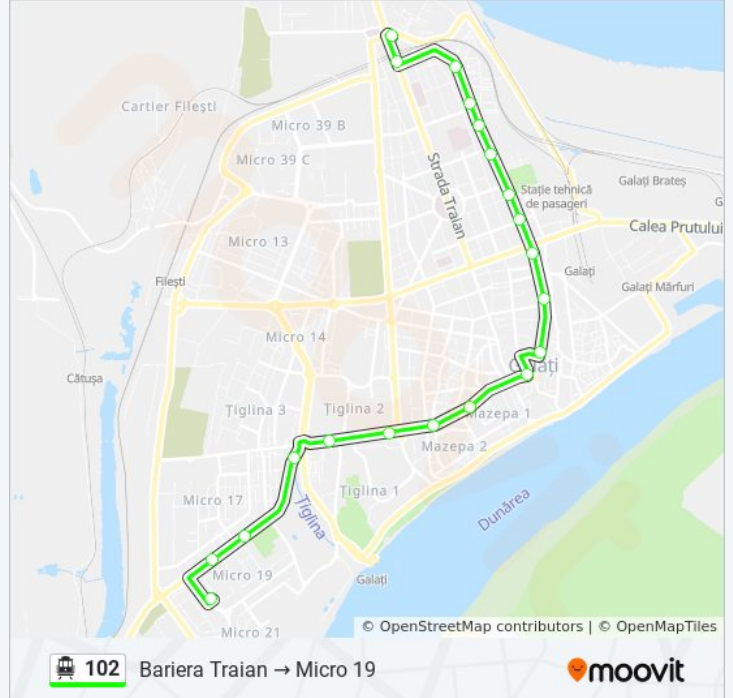 Cartier Filești
Micro 39 B
Micro 39 C
Strada Traian
Stație tehnică
de pasageri
Galați Brateș
G
Calea Prutului
Micro 13
Galați
Filești
Galați Mărfuri
Micro 14
Cătușa
Țiglina 3
Țiglina 2
Mazepa 1
Mazepa 2
Țiglina 1
Micro 17
Țiglina
Dunărea
Micro 19
Galați
Micro 21
© OpenStreetMap contributors | © OpenMapTiles
102 Bariera Traian → Micro 19
moovit